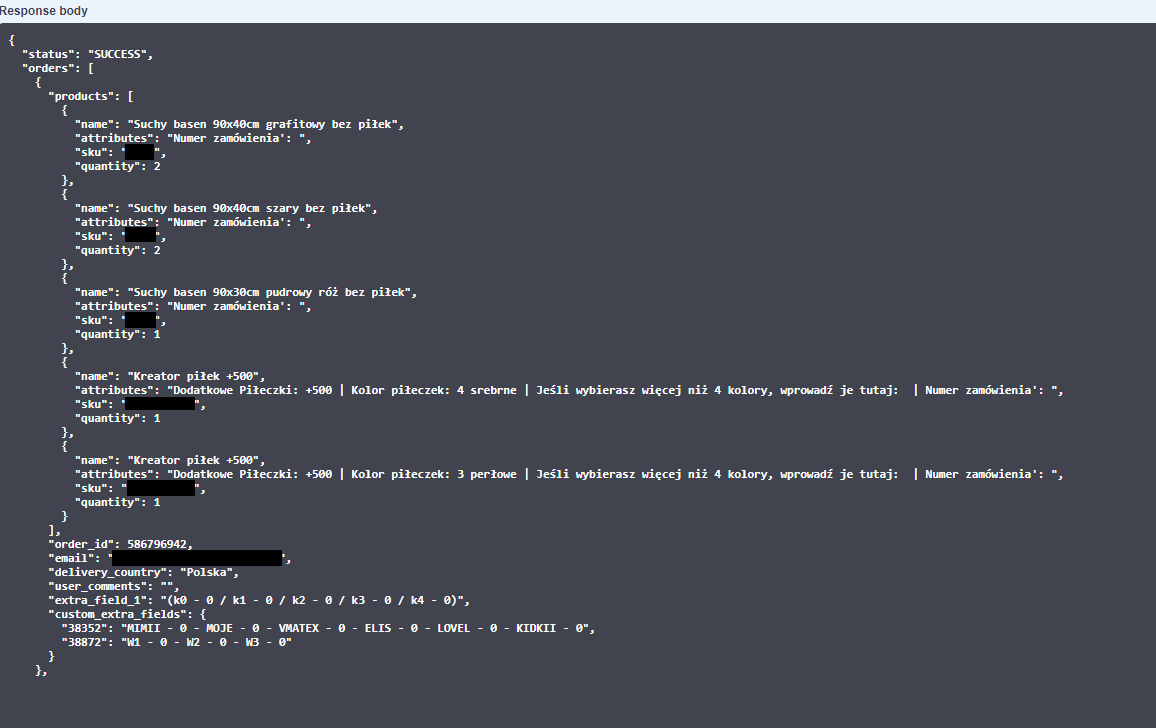 Response body
{
  "status": "SUCCESS",
  "orders": [
    {
      "products": [
        {
          "name": "Suchy basen 90x40cm grafitowy bez piłek",
          "attributes": "Numer zamówienia': ",
          "sku": "",
          "quantity": 2
        },
        {
          "name": "Suchy basen 90x40cm szary bez piłek",
          "attributes": "Numer zamówienia': ",
          "sku": "",
          "quantity": 2
        },
        {
          "name": "Suchy basen 90x30cm pudrowy róż bez piłek",
          "attributes": "Numer zamówienia': ",
          "sku": "",
          "quantity": 1
        },
        {
          "name": "Kreator piłek +500",
          "attributes": "Dodatkowe Piłeczki: +500 | Kolor piłeczek: 4 srebrne | Jeśli wybierasz więcej niż 4 kolory, wprowadź je tutaj:  | Numer zamówienia': ",
          "sku": "",
          "quantity": 1
        },
        {
          "name": "Kreator piłek +500",
          "attributes": "Dodatkowe Piłeczki: +500 | Kolor piłeczek: 3 perłowe | Jeśli wybierasz więcej niż 4 kolory, wprowadź je tutaj:  | Numer zamówienia': ",
          "sku": "",
          "quantity": 1
        }
      ],
      "order_id": 586796942,
      "email": "",
      "delivery_country": "Polska",
      "user_comments": "",
      "extra_field_1": "(k0 - 0 / k1 - 0 / k2 - 0 / k3 - 0 / k4 - 0)",
      "custom_extra_fields": {
        "38352": "MIMII - 0 - MOJE - 0 - VMATEX - 0 - ELIS - 0 - LOVEL - 0 - KIDKII - 0",
        "38872": "W1 - 0 - W2 - 0 - W3 - 0"
      }
    },